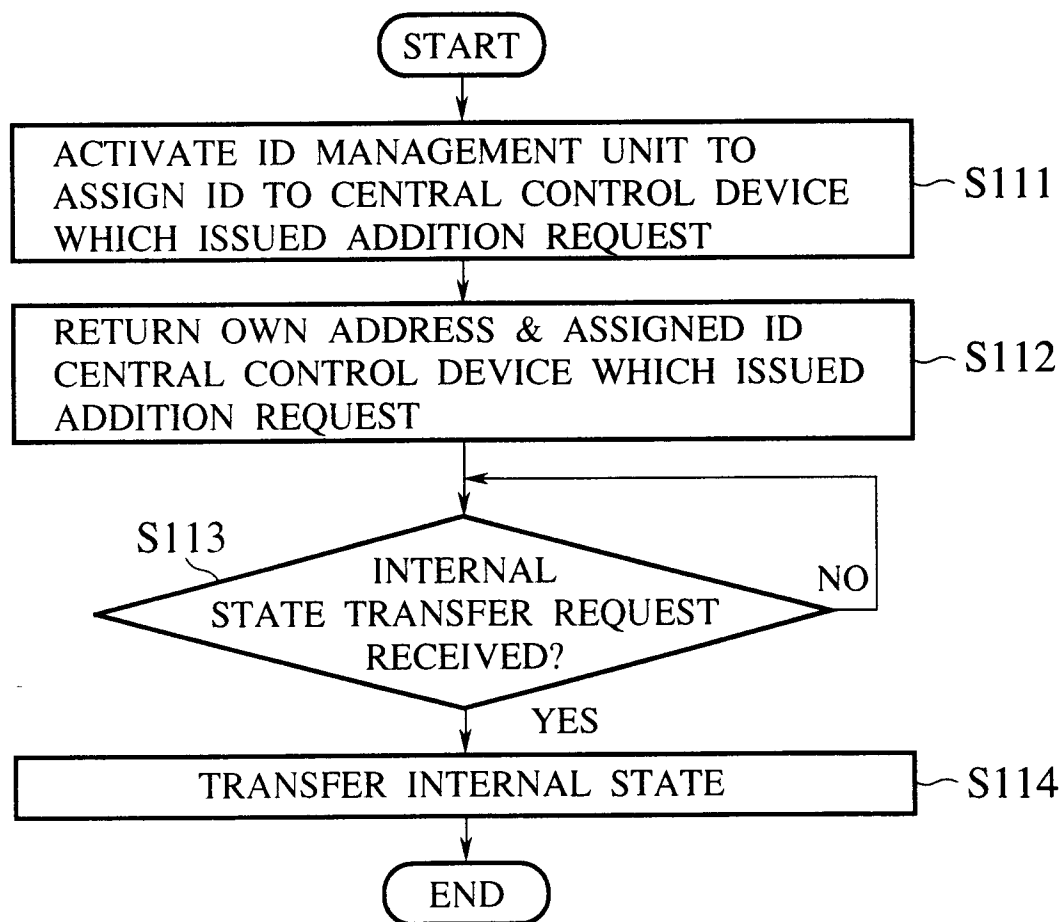 START
ACTIVATE ID MANAGEMENT UNIT TO
ASSIGN ID TO CENTRAL CONTROL DEVICE
WHICH ISSUED ADDITION REQUEST
S111
RETURN OWN ADDRESS & ASSIGNED ID
CENTRAL CONTROL DEVICE WHICH ISSUED
ADDITION REQUEST
S112
S113
INTERNAL
STATE TRANSFER REQUEST
RECEIVED?
NO
YES
TRANSFER INTERNAL STATE
S114
END